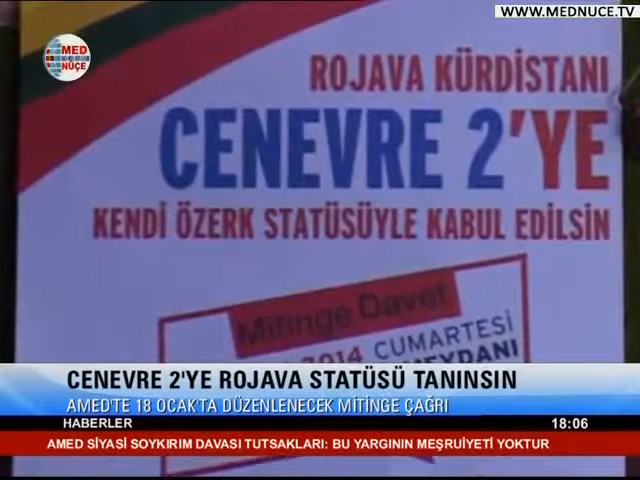 WWW.MEDNUCE.TV
MED
NÛÇE
ROJAVA KÜRDİSTANI
CENEVRE 2'YE
KENDİ ÖZERK STATÜSÜYLE KABUL EDİLSİN
Mitinge Davet
2014 CUMARTESİ
MEYDANI
CENEVRE 2'YE ROJAVA STATÜSÜ TANINSIN
AMED'TE 18 OCAK'TA DÜZENLENECEK MİTİNGE ÇAĞRI
HABERLER 18:06
AMED SİYASİ SOYKIRIM DAVASI TUTSAKLARI: BU YARGININ MEŞRUİYETİ YOKTUR